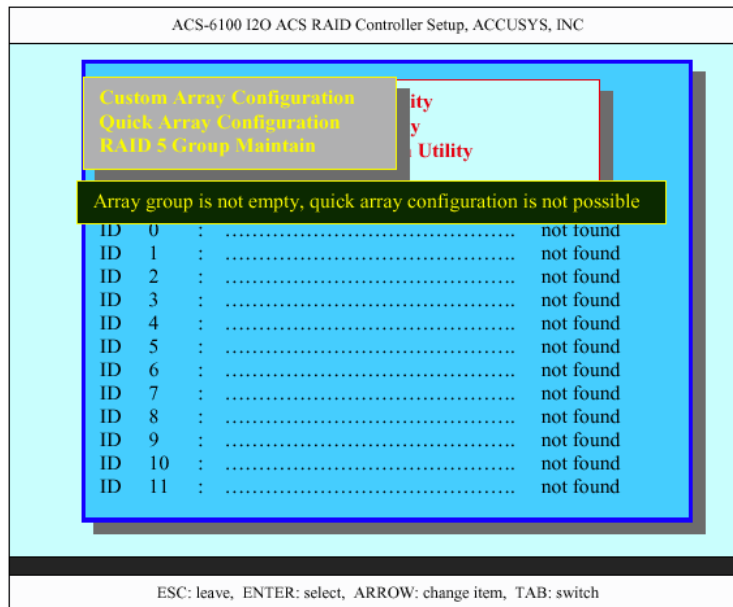 ACS-6100 I2O ACS RAID Controller Setup, ACCUSYS, INC
Custom Array Configuration
Quick Array Configuration
RAID 5 Group Maintain
ity
y
Utility
Array group is not empty, quick array configuration is not possible
ID 0 : ........................................ not found
ID 1 : ........................................ not found
ID 2 : ........................................ not found
ID 3 : ........................................ not found
ID 4 : ........................................ not found
ID 5 : ........................................ not found
ID 6 : ........................................ not found
ID 7 : ........................................ not found
ID 8 : ........................................ not found
ID 9 : ........................................ not found
ID 10 : ........................................ not found
ID 11 : ........................................ not found
ESC: leave, ENTER: select, ARROW: change item, TAB: switch